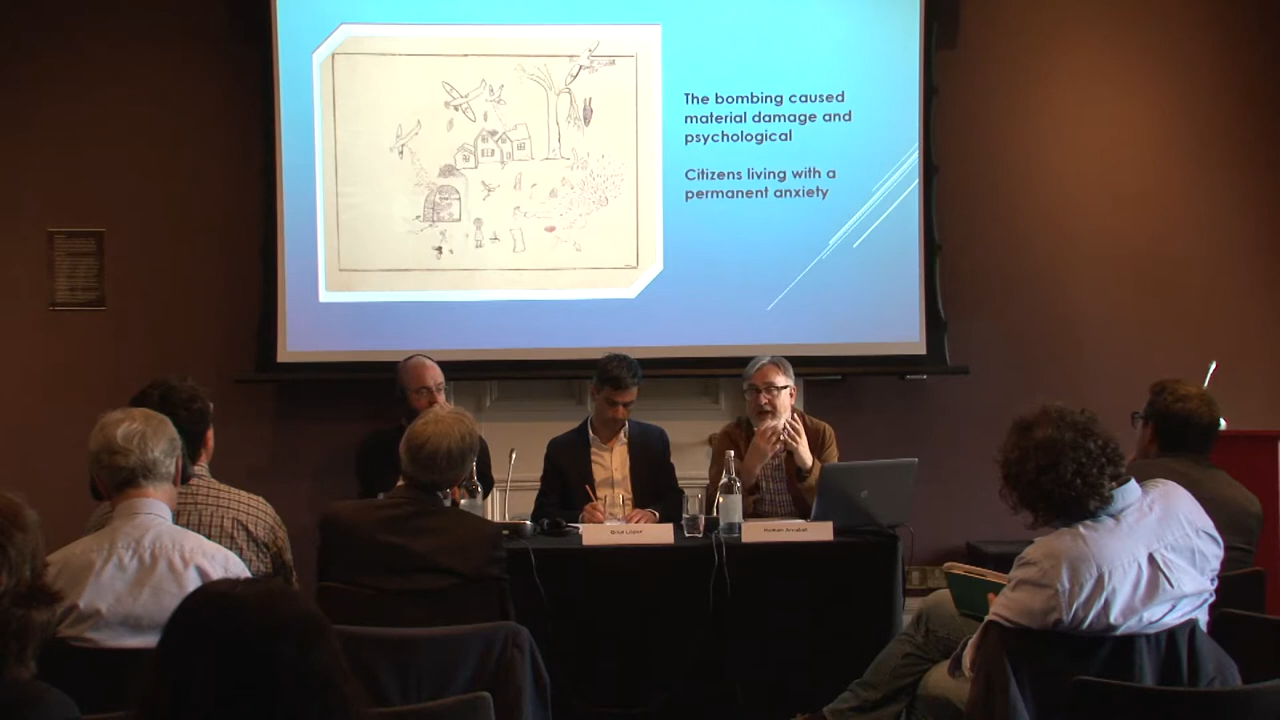 The bombing caused
material damage and
psychological
Citizens living with a
permanent anxiety